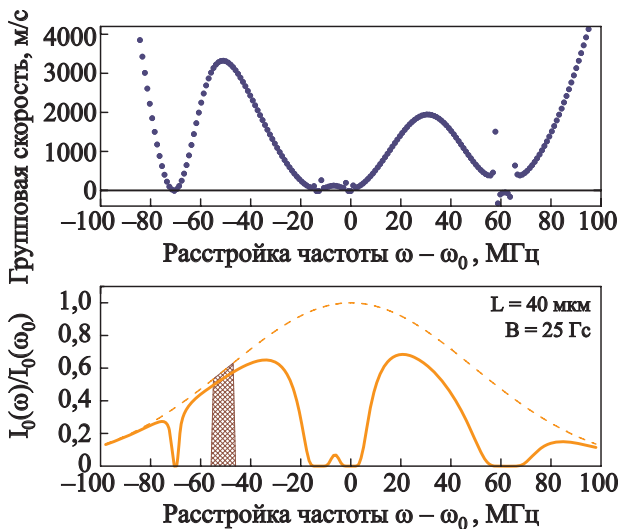 Групповая скорость, м/с
4000
3000
2000
1000
0
−100 −80 −60 −40 −20 0 20 40 60 80 100
Расстройка частоты ω − ω₀ , МГц
I₀(ω)/I₀(ω₀)
1,0
0,8
0,6
0,4
0,2
0
L = 40 мкм
B = 25 Гс
−100 −80 −60 −40 −20 0 20 40 60 80 100
Расстройка частоты ω − ω₀ , МГц